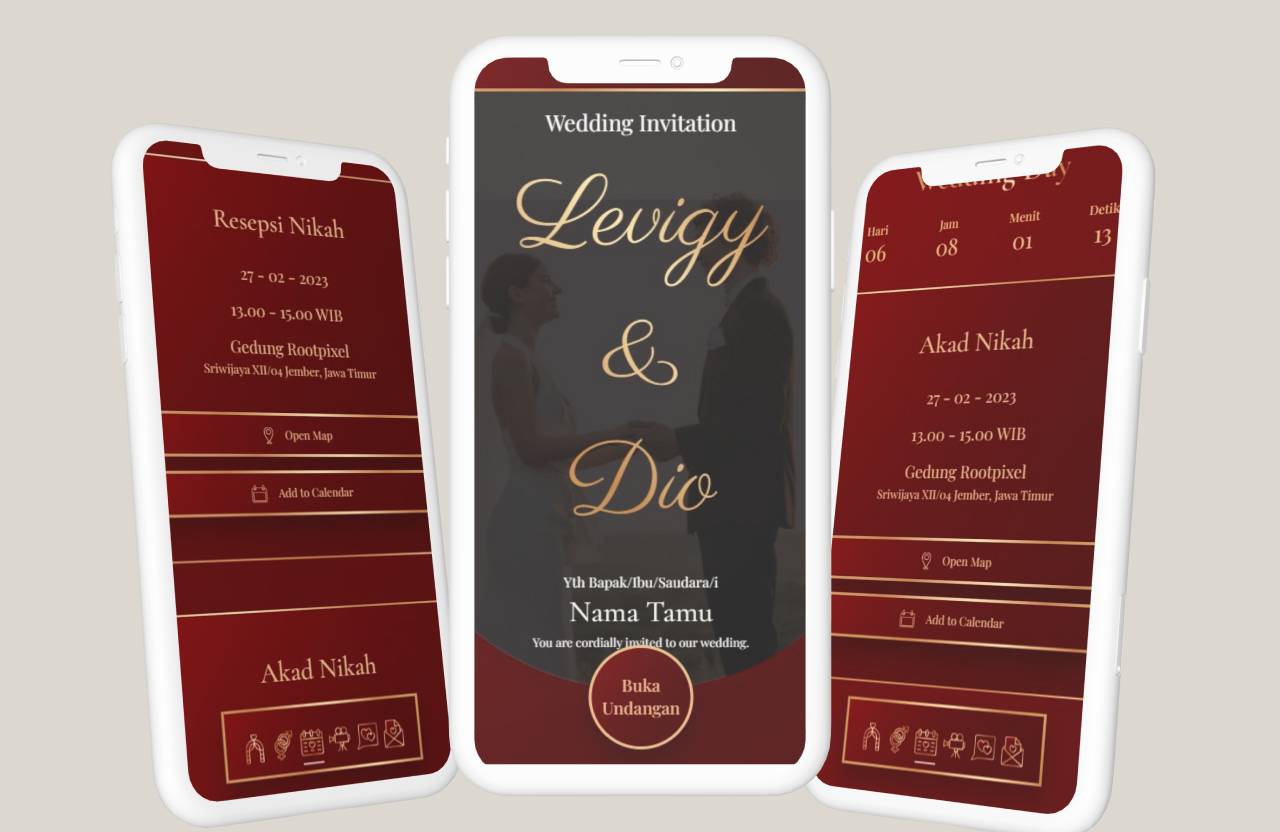 Resepsi Nikah
27 - 02 - 2023
13.00 - 15.00 WIB
Gedung Rootpixel
Sriwijaya XII/04 Jember, Jawa Timur
Open Map
Add to Calendar
Akad Nikah
Wedding Invitation
Levigy
&
Dio
Yth Bapak/Ibu/Saudara/i
Nama Tamu
You are cordially invited to our wedding.
Buka
Undangan
Wedding Day
Hari Jam Menit Detik
06 08 01 13
Akad Nikah
27 - 02 - 2023
13.00 - 15.00 WIB
Gedung Rootpixel
Sriwijaya XII/04 Jember, Jawa Timur
Open Map
Add to Calendar